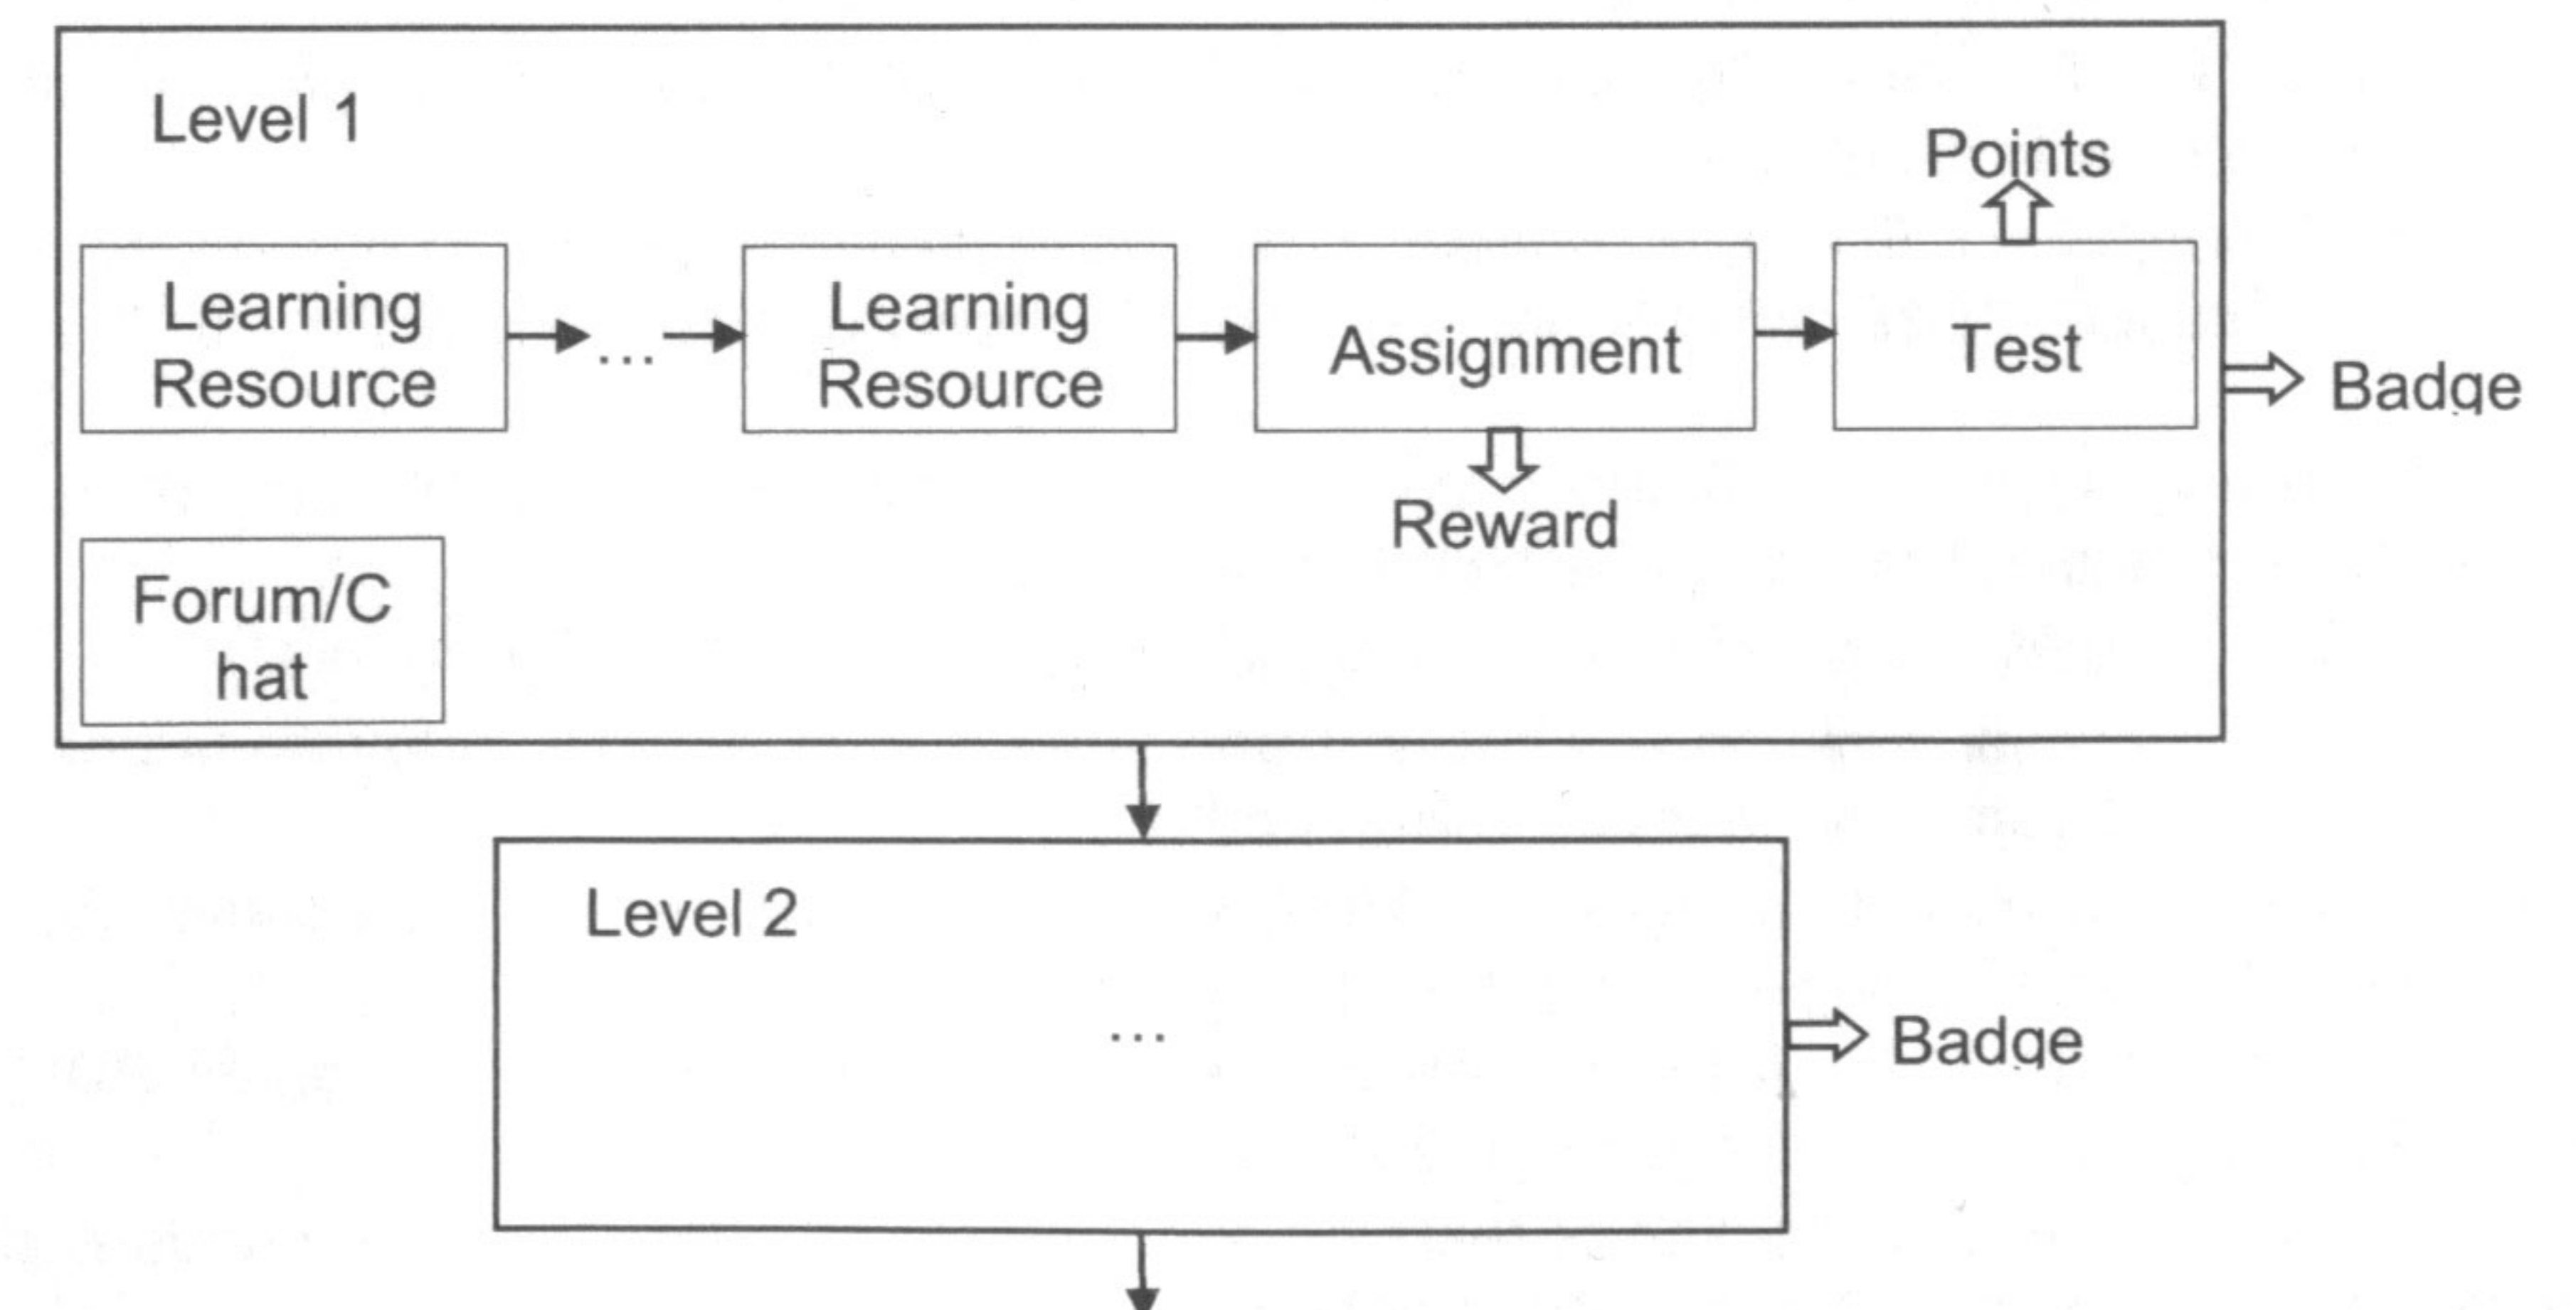 Level 1
Points
Learning
Resource
...
Learning
Resource
Assignment
Test
Badge
Reward
Forum/C
hat
Level 2
...
Badge